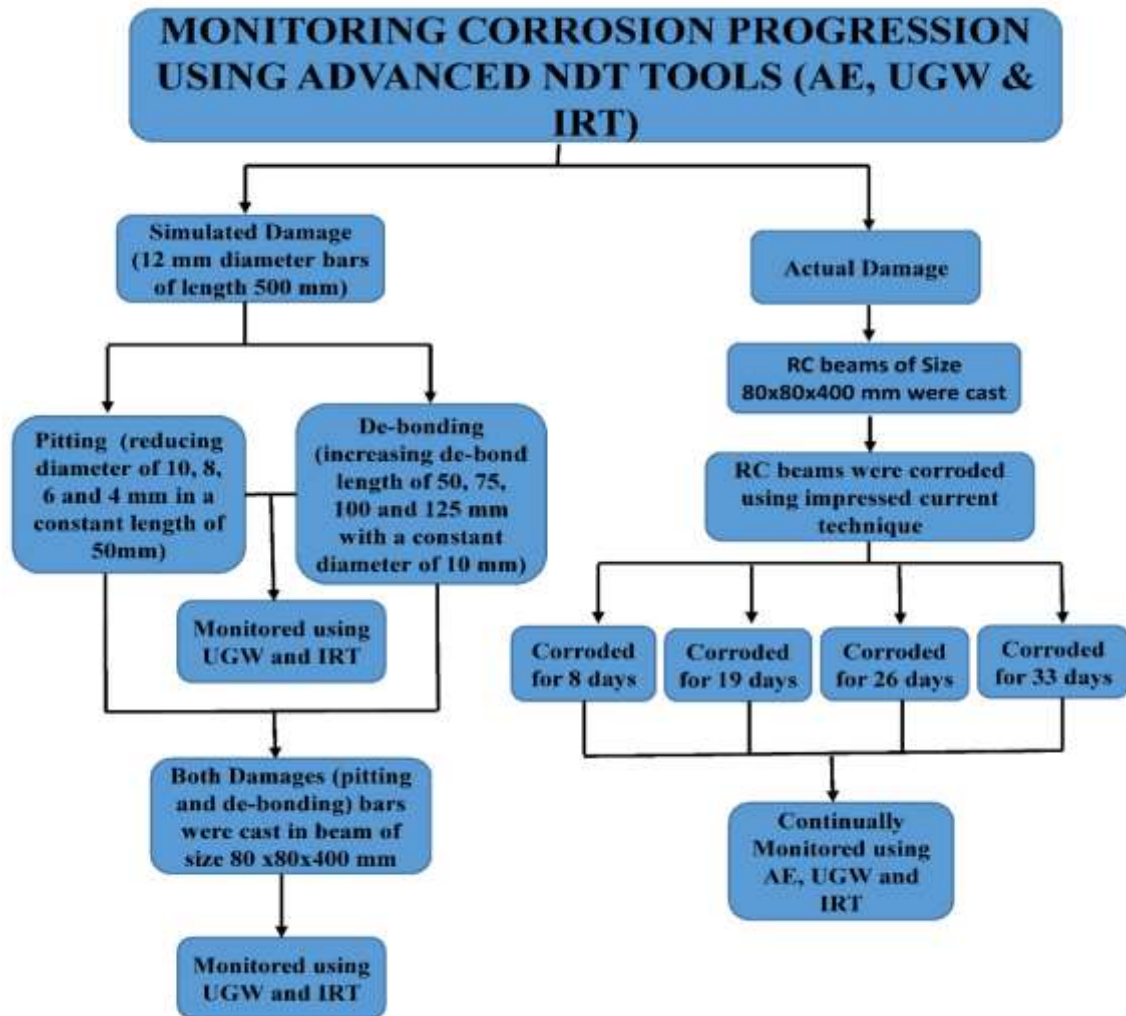 MONITORING CORROSION PROGRESSION
USING ADVANCED NDT TOOLS (AE, UGW &
IRT)
Simulated Damage
(12 mm diameter bars
of length 500 mm)
Actual Damage
RC beams of Size
80x80x400 mm were cast
Pitting (reducing
diameter of 10, 8,
6 and 4 mm in a
constant length of
50mm)
De-bonding
(increasing de-bond
length of 50, 75,
100 and 125 mm
with a constant
diameter of 10 mm)
RC beams were corroded
using impressed current
technique
Monitored using
UGW and IRT
Corroded
for 8 days
Corroded
for 19 days
Corroded
for 26 days
Corroded
for 33 days
Both Damages (pitting
and de-bonding) bars
were cast in beam of
size 80 x80x400 mm
Continually
Monitored using
AE, UGW and
IRT
Monitored using
UGW and IRT